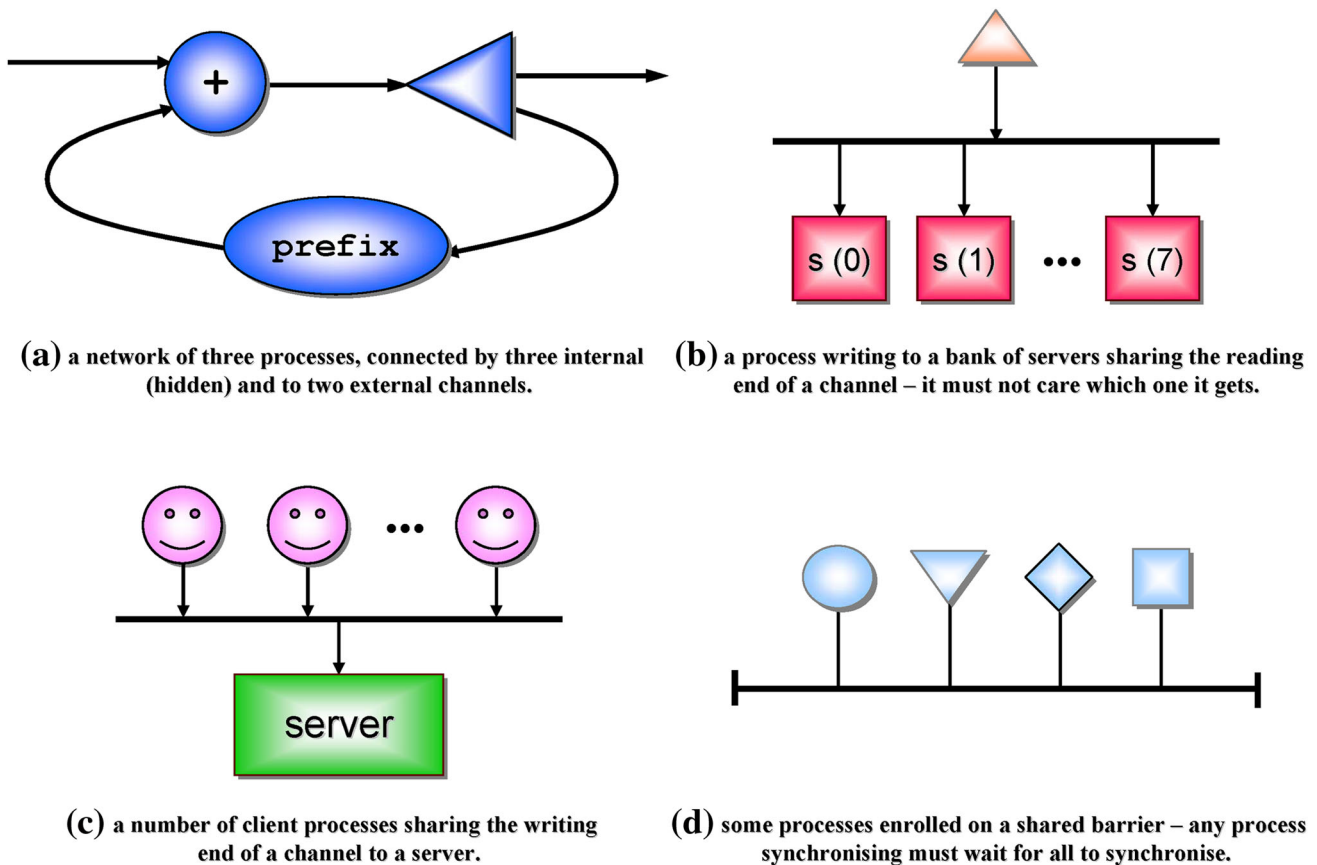 +
prefix
(a) a network of three processes, connected by three internal
(hidden) and to two external channels.
s (0)
s (1)
•••
s (7)
(b) a process writing to a bank of servers sharing the reading
end of a channel – it must not care which one it gets.
•••
server
(c) a number of client processes sharing the writing
end of a channel to a server.
(d) some processes enrolled on a shared barrier – any process
synchronising must wait for all to synchronise.